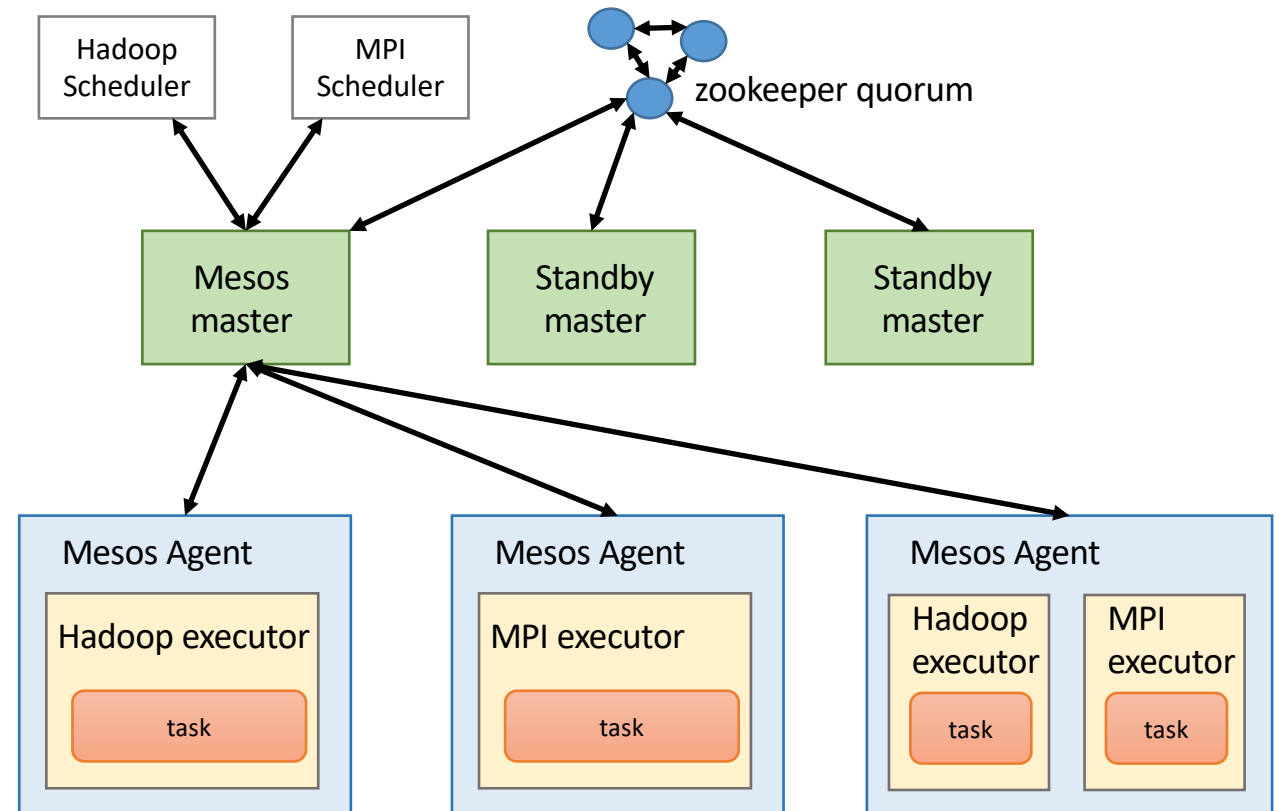 Hadoop
Scheduler
MPI
Scheduler
zookeeper quorum
Mesos
master
Standby
master
Standby
master
Mesos Agent
Hadoop executor
task
Mesos Agent
MPI executor
task
Mesos Agent
Hadoop
executor
task
MPI
executor
task